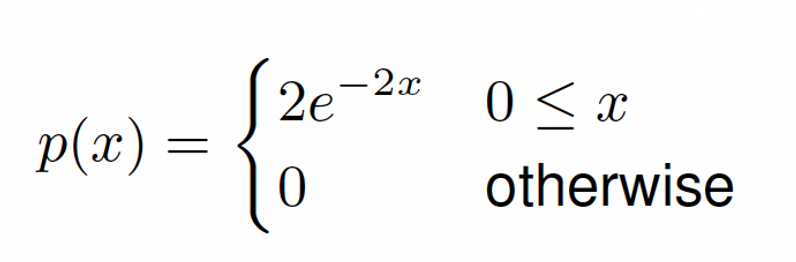 p(x) = { 2e^{-2x} 0 ≤ x
0 otherwise